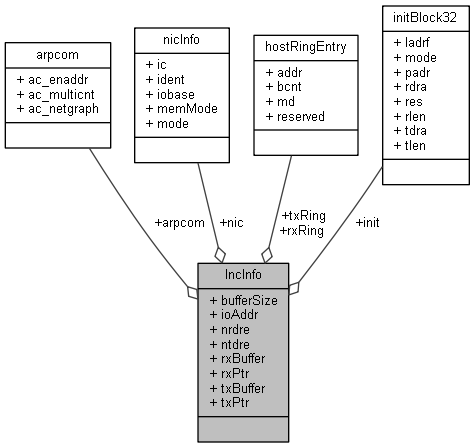 arpcom
+ ac_enaddr
+ ac_multicnt
+ ac_netgraph
nicInfo
+ ic
+ ident
+ iobase
+ memMode
+ mode
hostRingEntry
+ addr
+ bcnt
+ md
+ reserved
initBlock32
+ ladrf
+ mode
+ padr
+ rdra
+ res
+ rlen
+ tdra
+ tlen
+arpcom
+nic
+txRing
+rxRing
+init
lncInfo
+ bufferSize
+ ioAddr
+ nrdre
+ ntdre
+ rxBuffer
+ rxPtr
+ txBuffer
+ txPtr